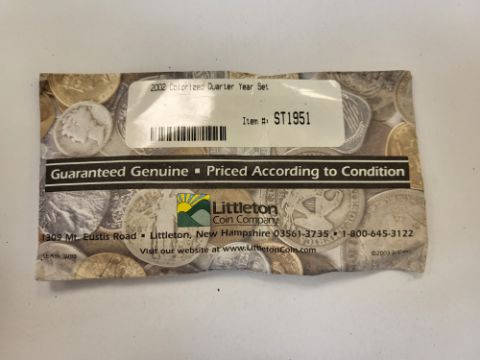 2002 Colorized Quarter Year Set
Item #: ST1951
Guaranteed Genuine ▪ Priced According to Condition
Littleton
Coin Company
1309 Mt. Eustis Road ▪ Littleton, New Hampshire 03561-3735 ▪ 1-800-645-3122
Visit our website at www.LittletonCoin.com